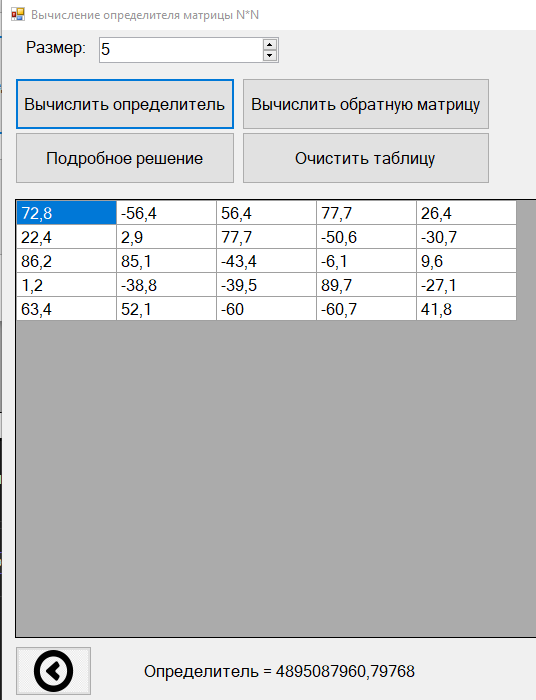 Вычисление определителя матрицы N*N
Размер: 5
Вычислить определитель Вычислить обратную матрицу
Подробное решение Очистить таблицу
72,8 -56,4 56,4 77,7 26,4
22,4 2,9 77,7 -50,6 -30,7
86,2 85,1 -43,4 -6,1 9,6
1,2 -38,8 -39,5 89,7 -27,1
63,4 52,1 -60 -60,7 41,8
Определитель = 4895087960,79768